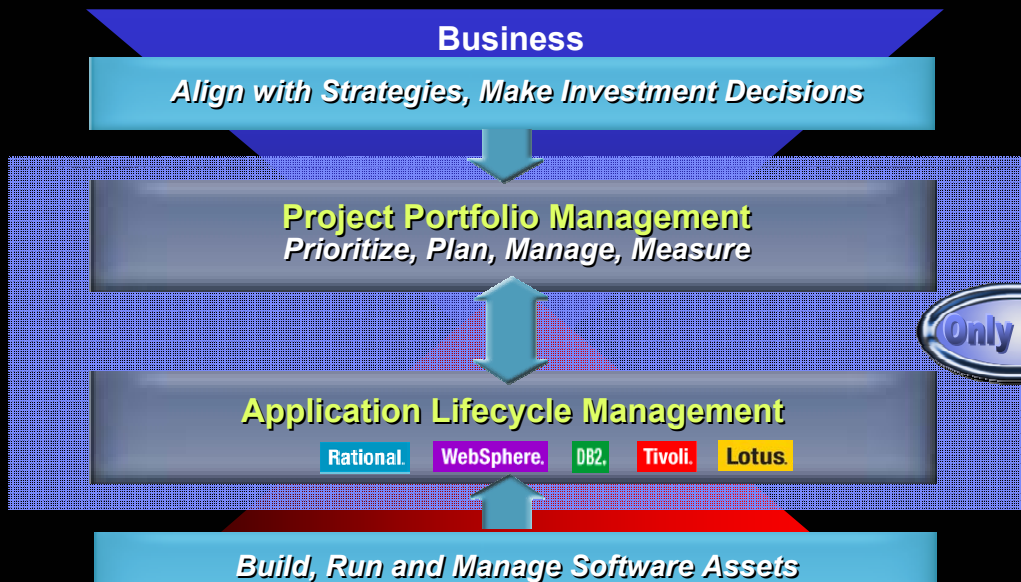 Business
Align with Strategies, Make Investment Decisions
Project Portfolio Management
Prioritize, Plan, Manage, Measure
Only
Application Lifecycle Management
Rational. WebSphere. DB2. Tivoli. Lotus.
Build, Run and Manage Software Assets